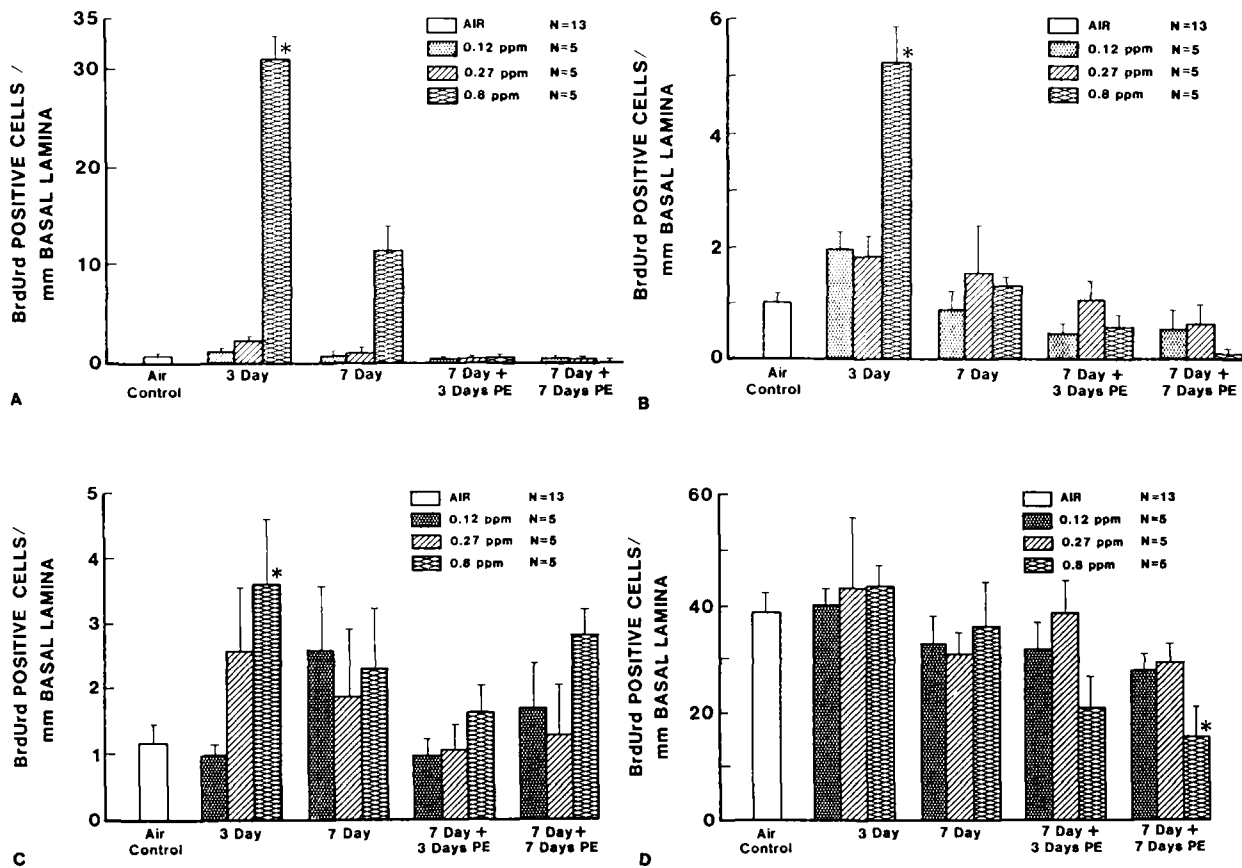 BrdUrd POSITIVE CELLS /
mm BASAL LAMINA
35
30
20
10
0
AIR N=13
0.12 ppm N=5
0.27 ppm N=5
0.8 ppm N=5
*
Air
Control
3 Day
7 Day
7 Day +
3 Days PE
7 Day +
7 Days PE
A
BrdUrd POSITIVE CELLS /
mm BASAL LAMINA
6
4
2
0
AIR N=13
0.12 ppm N=5
0.27 ppm N=5
0.8 ppm N=5
*
Air
Control
3 Day
7 Day
7 Day +
3 Days PE
7 Day +
7 Days PE
B
BrdUrd POSITIVE CELLS/
mm BASAL LAMINA
5
4
3
2
1
0
AIR N=13
0.12 ppm N=5
0.27 ppm N=5
0.8 ppm N=5
*
Air
Control
3 Day
7 Day
7 Day +
3 Days PE
7 Day +
7 Days PE
C
BrdUrd POSITIVE CELLS/
mm BASAL LAMINA
60
40
20
0
AIR N=13
0.12 ppm N=5
0.27 ppm N=5
0.8 ppm N=5
*
Air
Control
3 Day
7 Day
7 Day +
3 Days PE
7 Day +
7 Days PE
D